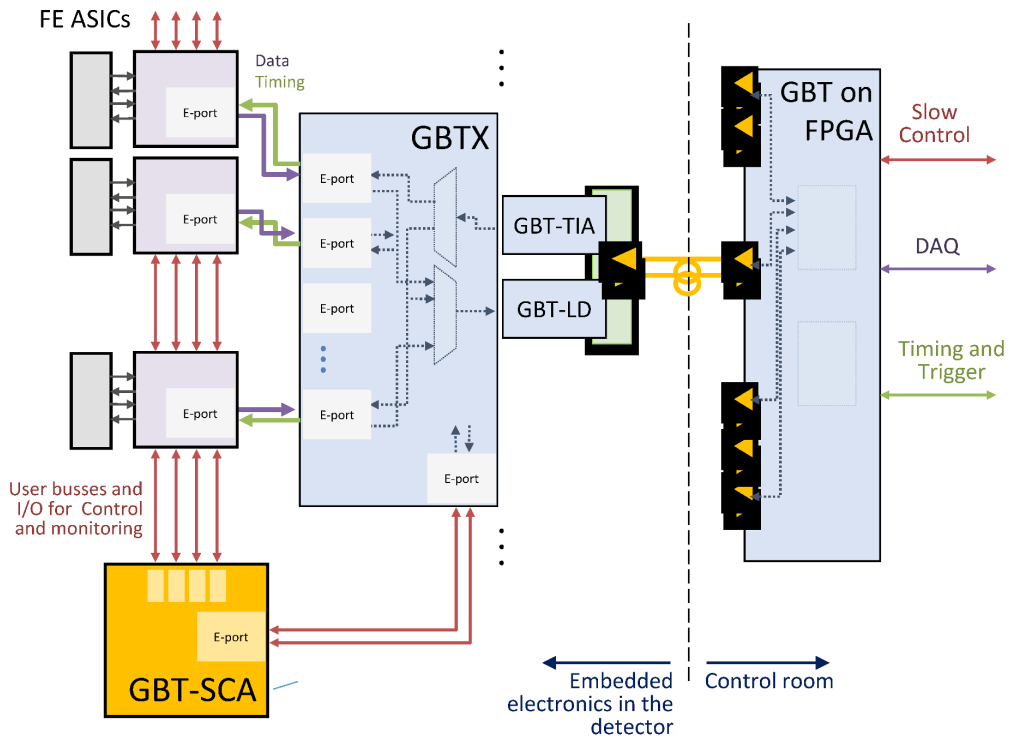 FE ASICs
Data
Timing
E-port
E-port
E-port
User busses and
I/O for Control
and monitoring
E-port
GBT-SCA
GBTX
E-port
E-port
E-port
E-port
E-port
GBT-TIA
GBT-LD
GBT on
FPGA
Slow
Control
DAQ
Timing and
Trigger
Embedded
electronics in the
detector
Control room